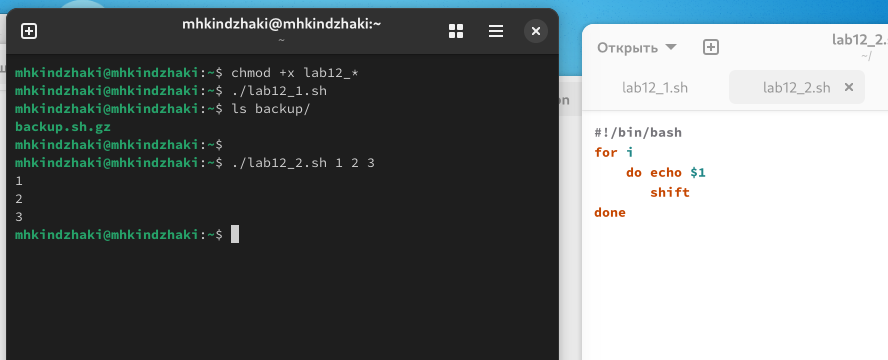 mhkindzhaki@mhkindzhaki:~
~
mhkindzhaki@mhkindzhaki:~$ chmod +x lab12_*
mhkindzhaki@mhkindzhaki:~$ ./lab12_1.sh
mhkindzhaki@mhkindzhaki:~$ ls backup/
backup.sh.gz
mhkindzhaki@mhkindzhaki:~$
mhkindzhaki@mhkindzhaki:~$ ./lab12_2.sh 1 2 3
1
2
3
mhkindzhaki@mhkindzhaki:~$
Открыть
lab12_2.
~/
lab12_1.sh
lab12_2.sh
#!/bin/bash
for i
do echo $1
shift
done